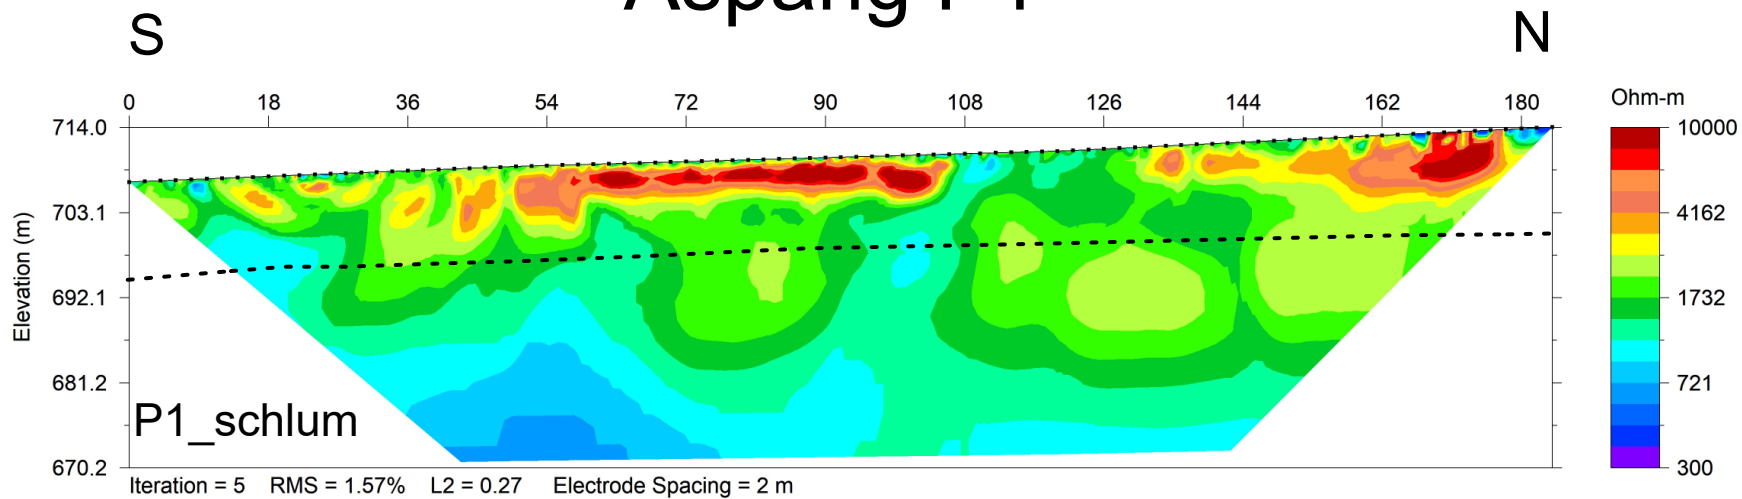 S
N
0 18 36 54 72 90 108 126 144 162 180
Ohm-m
714.0
703.1
692.1
681.2
670.2
Elevation (m)
10000
4162
1732
721
300
P1_schlum
Iteration = 5 RMS = 1.57% L2 = 0.27 Electrode Spacing = 2 m